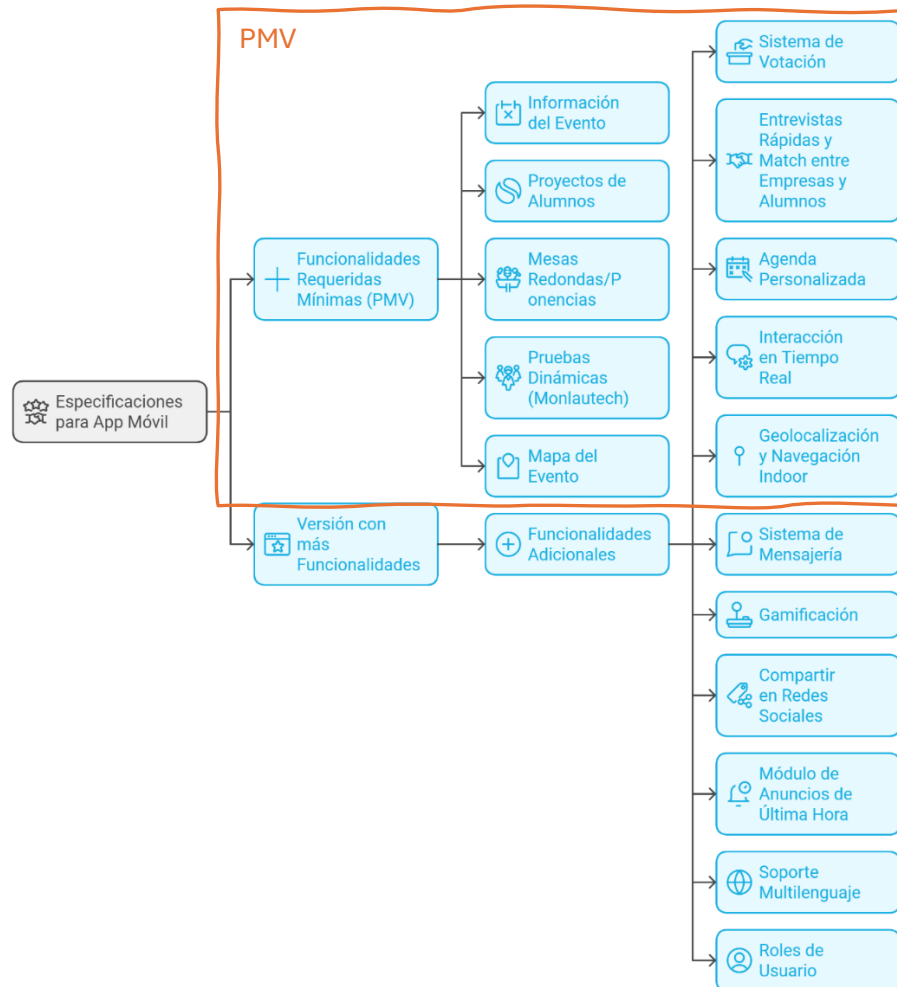 PMV
Especificaciones
para App Móvil
Funcionalidades
Requeridas
Mínimas (PMV)
Información
del Evento
Proyectos de
Alumnos
Mesas
Redondas/P
onencias
Pruebas
Dinámicas
(Monlautech)
Mapa del
Evento
Versión con
más
Funcionalidades
Funcionalidades
Adicionales
Sistema de
Votación
Entrevistas
Rápidas y
Match entre
Empresas y
Alumnos
Agenda
Personalizada
Interacción
en Tiempo
Real
Geolocalización
y Navegación
Indoor
Sistema de
Mensajería
Gamificación
Compartir
en Redes
Sociales
Módulo de
Anuncios de
Última Hora
Soporte
Multilenguaje
Roles de
Usuario